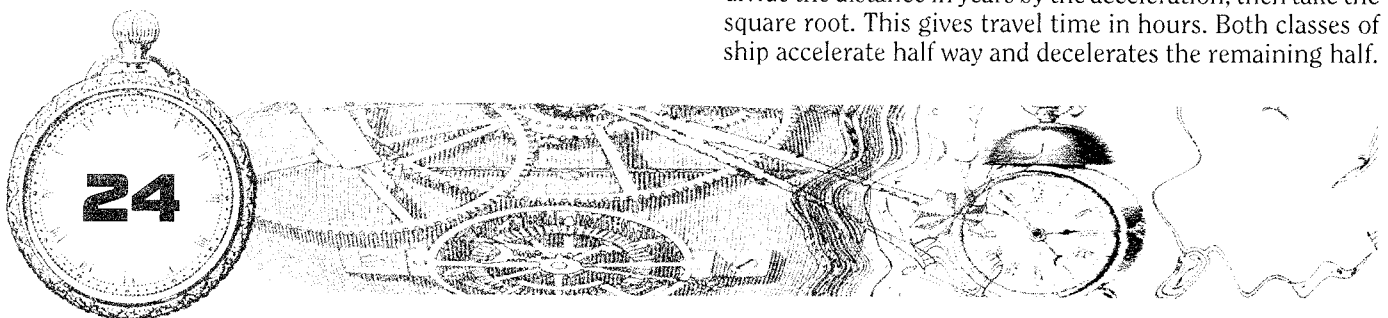 the distance in years by the acceleration, then take the
square root. This gives travel time in hours. Both classes of
ship accelerate half way and decelerates the remaining half.
24